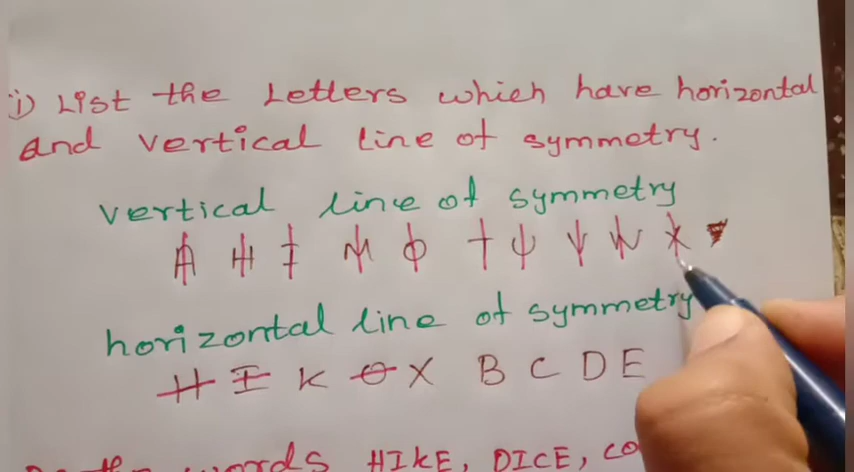 i) List the Letters which have horizontal
and vertical line of symmetry.
vertical line of symmetry
A H I M O T U V W X
horizontal line of symmetry
H I K O X B C D E
words HIKE, DICE, CO